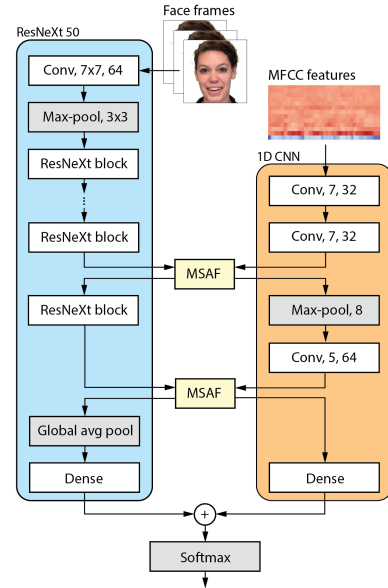 Face frames
ResNeXt 50
Conv, 7x7, 64
MFCC features
Max-pool, 3x3
ResNeXt block
1D CNN
Conv, 7, 32
ResNeXt block
Conv, 7, 32
MSAF
ResNeXt block
Max-pool, 8
Conv, 5, 64
MSAF
Global avg pool
Dense
Dense
+
Softmax